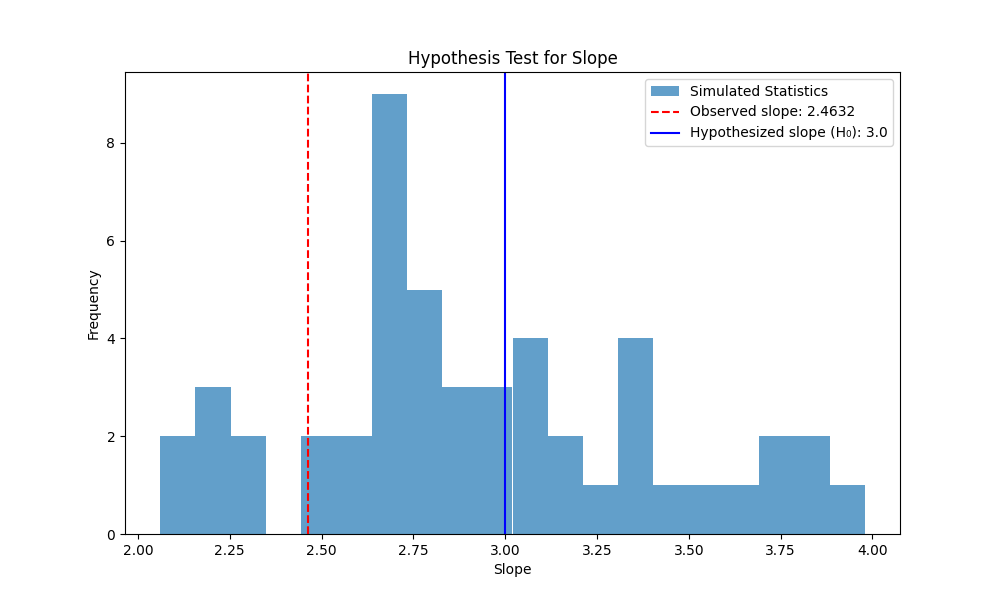 Hypothesis Test for Slope
Simulated Statistics
Observed slope: 2.4632
Hypothesized slope (H₀): 3.0
Frequency
8
6
4
2
0
2.00 2.25 2.50 2.75 3.00 3.25 3.50 3.75 4.00
Slope